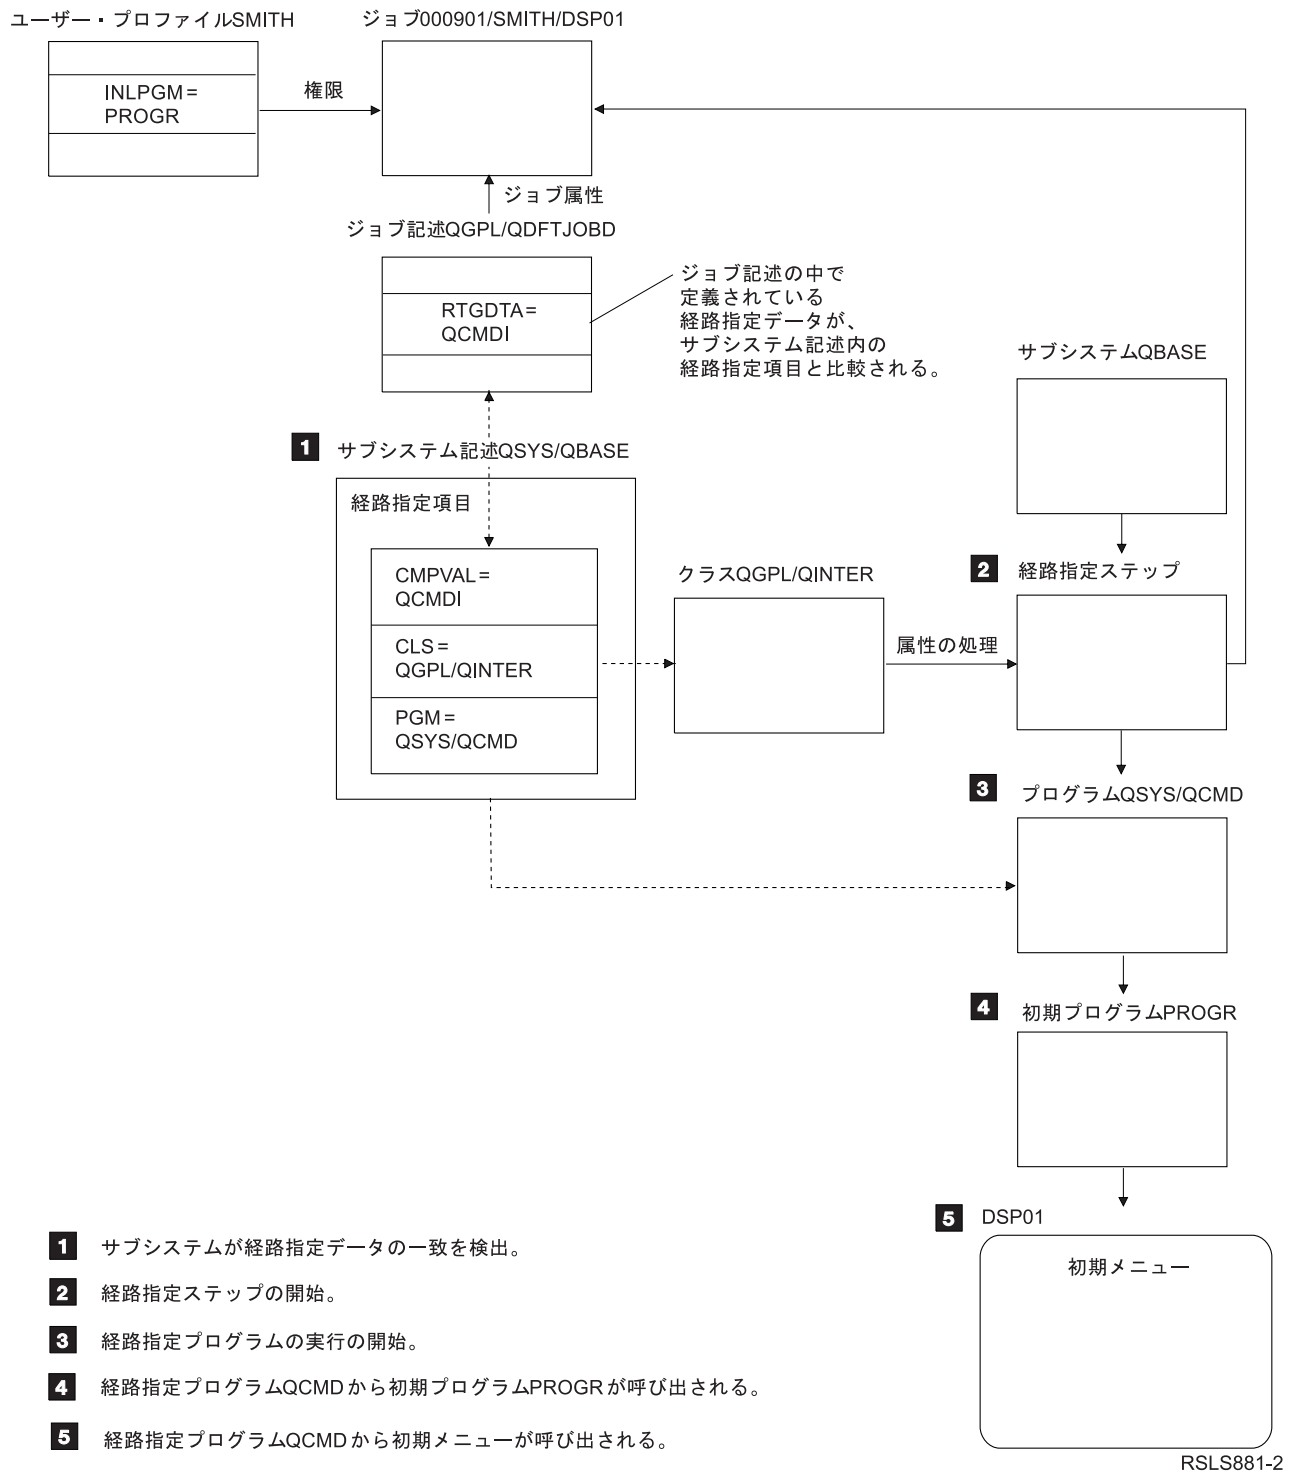 ユーザー・プロファイルSMITH
ジョブ000901/SMITH/DSP01
INLPGM=
PROGR
権限
ジョブ属性
ジョブ記述QGPL/QDFTJOBD
RTGDTA=
QCMDI
ジョブ記述の中で
定義されている
経路指定データが、
サブシステム記述内の
経路指定項目と比較される。
サブシステムQBASE
1 サブシステム記述QSYS/QBASE
経路指定項目
CMPVAL=
QCMDI
CLS=
QGPL/QINTER
PGM=
QSYS/QCMD
クラスQGPL/QINTER
属性の処理
2 経路指定ステップ
3 プログラムQSYS/QCMD
4 初期プログラムPROGR
5 DSP01
初期メニュー
1 サブシステムが経路指定データの一致を検出。
2 経路指定ステップの開始。
3 経路指定プログラムの実行の開始。
4 経路指定プログラムQCMDから初期プログラムPROGRが呼び出される。
5 経路指定プログラムQCMDから初期メニューが呼び出される。
RSLS881-2